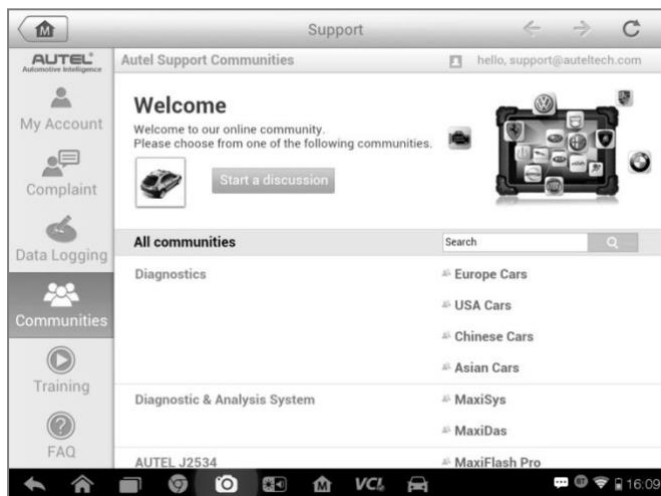 Support
AUTEL®
Automotive Intelligence
Autel Support Communities
hello, support@auteltech.com
My Account
Complaint
Data Logging
Communities
Training
FAQ
Welcome
Welcome to our online community.
Please choose from one of the following communities.
Start a discussion
All communities
Search
Diagnostics
Europe Cars
USA Cars
Chinese Cars
Asian Cars
Diagnostic & Analysis System
MaxiSys
MaxiDas
AUTEL J2534
MaxiFlash Pro
M
VCI
16:09